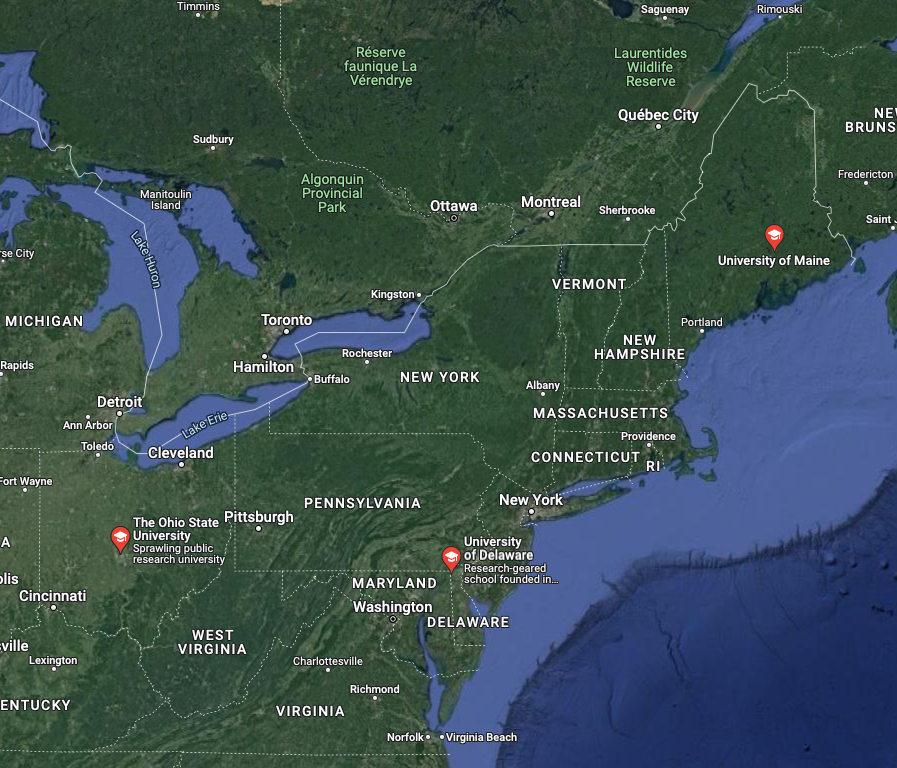 Timmins
Saguenay
Rimouski
Réserve
faunique La
Vérendrye
Laurentides
Wildlife
Reserve
Québec City
NEW
BRUNS
Sudbury
Fredericton
Algonquin
Provincial
Park
Manitoulin
Island
Ottawa
Montreal
Sherbrooke
Saint J
rse City
Lake Huron
University of Maine
VERMONT
Kingston
MICHIGAN
Toronto
Portland
NEW
HAMPSHIRE
Rochester
Hamilton
Rapids
Buffalo
NEW YORK
Albany
Detroit
MASSACHUSETTS
Ann Arbor
Lake Erie
Providence
Toledo
Cleveland
CONNECTICUT
RI
Fort Wayne
PENNSYLVANIA
New York
Pittsburgh
The Ohio State
University
Sprawling public
research university
A
University
of Delaware
Research-geared
school founded in...
olis
MARYLAND
Cincinnati
Washington
DELAWARE
WEST
VIRGINIA
sville
Lexington
Charlottesville
Richmond
ENTUCKY
VIRGINIA
Norfolk
Virginia Beach